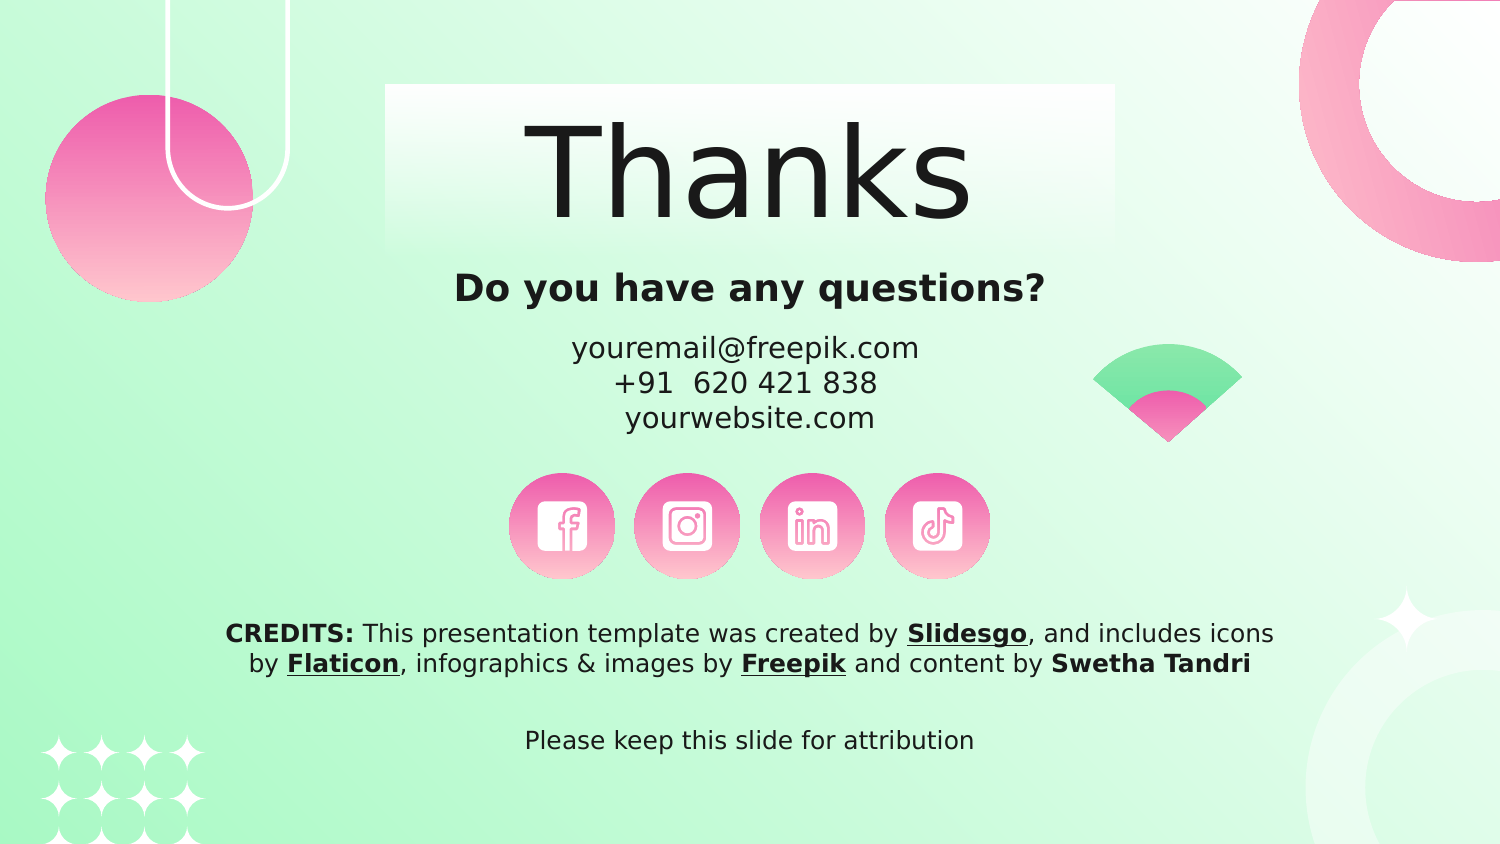 Thanks
Do you have any questions?
youremail@freepik.com
+91  620 421 838
yourwebsite.com
CREDITS: This presentation template was created by Slidesgo, and includes icons
by Flaticon, infographics & images by Freepik and content by Swetha Tandri
Please keep this slide for attribution